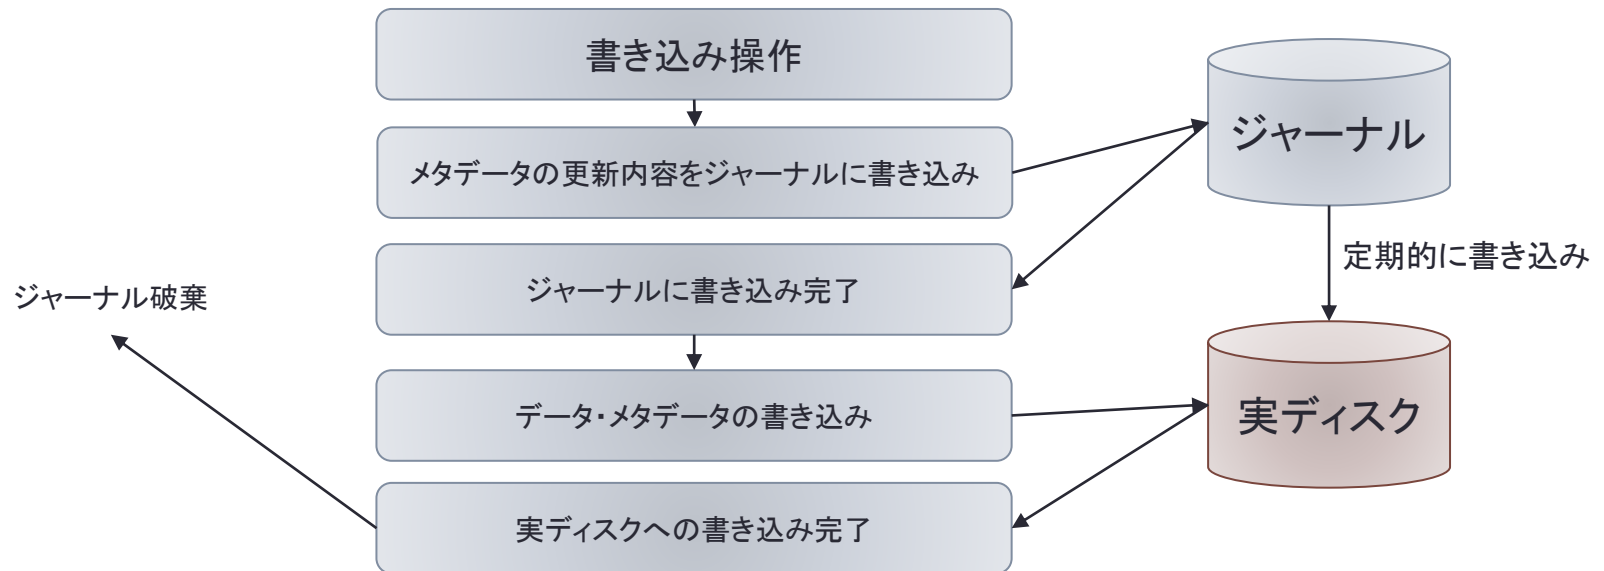 書き込み操作
メタデータの更新内容をジャーナルに書き込み
ジャーナル
定期的に書き込み
ジャーナルに書き込み完了
ジャーナル破棄
データ・メタデータの書き込み
実ディスク
実ディスクへの書き込み完了